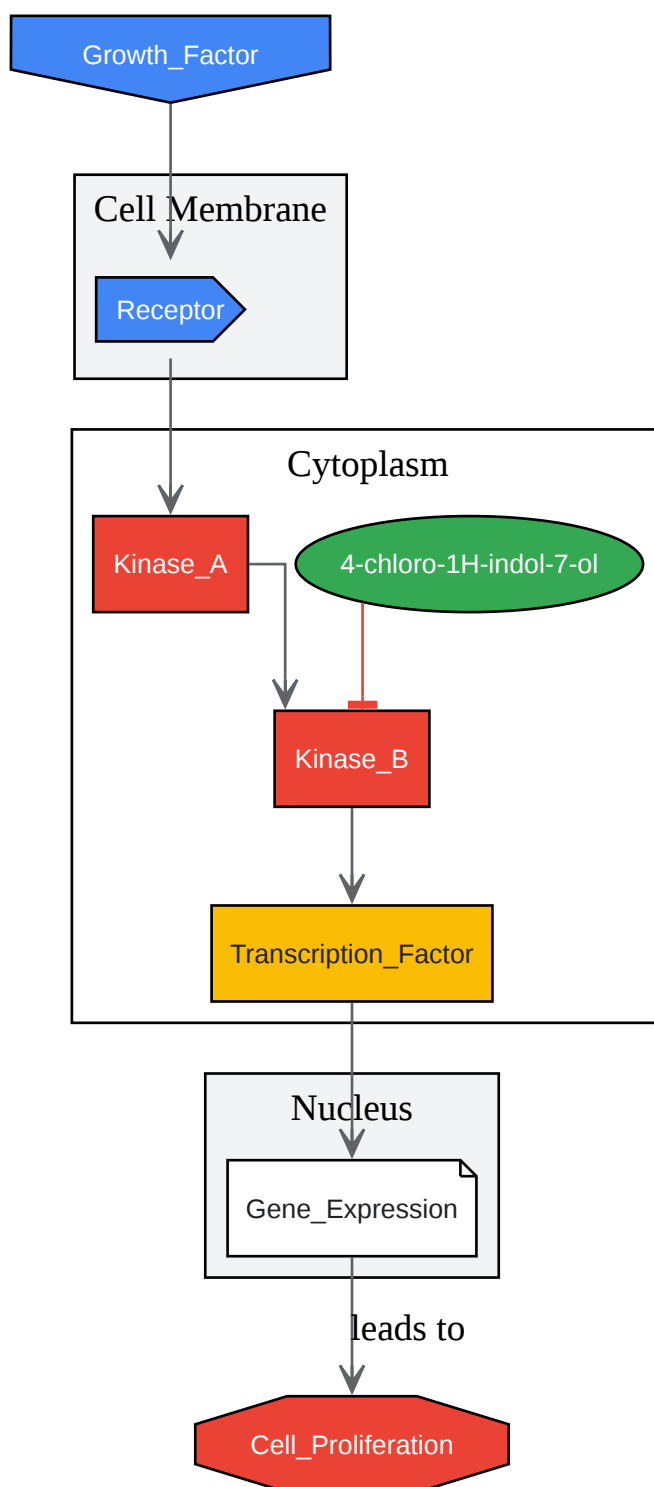 Growth_Factor
Cell Membrane
Receptor
Cytoplasm
Kinase_A
4-chloro-1H-indol-7-ol
Kinase_B
Transcription_Factor
Nucleus
Gene_Expression
leads to
Cell_Proliferation